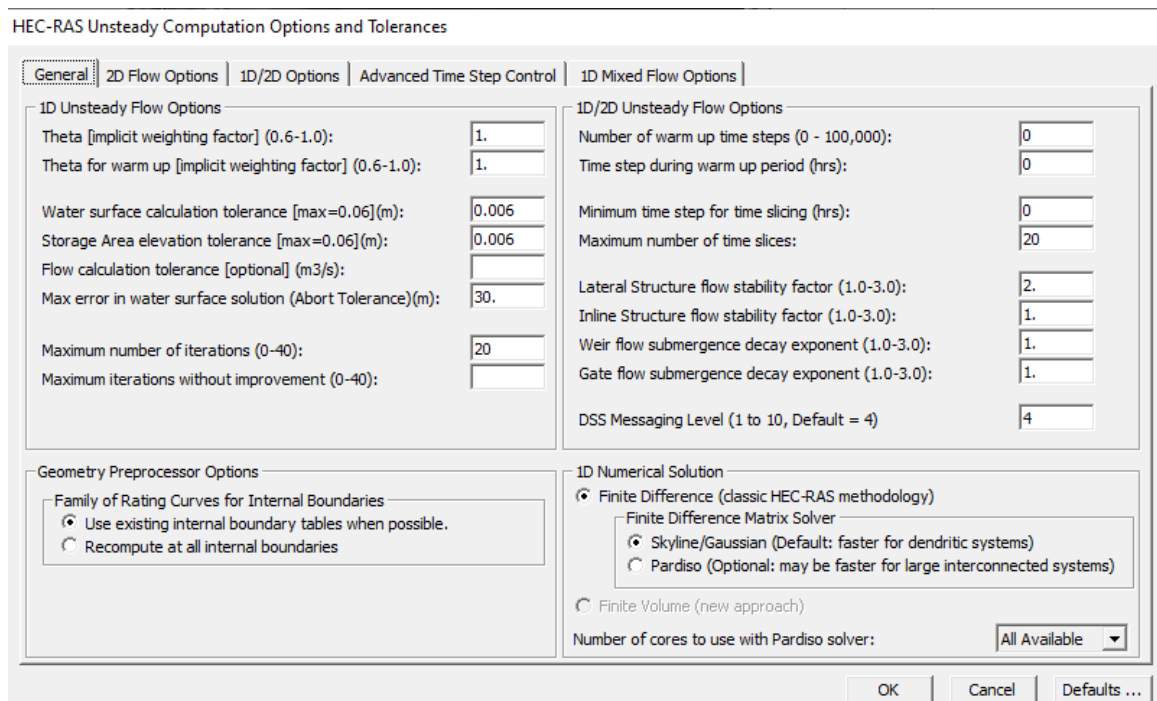 HEC-RAS Unsteady Computation Options and Tolerances
General 2D Flow Options 1D/2D Options Advanced Time Step Control 1D Mixed Flow Options
1D Unsteady Flow Options
Theta [implicit weighting factor] (0.6-1.0): 1.
Theta for warm up [implicit weighting factor] (0.6-1.0): 1.
Water surface calculation tolerance [max=0.06](m): 0.006
Storage Area elevation tolerance [max=0.06](m): 0.006
Flow calculation tolerance [optional] (m3/s):
Max error in water surface solution (Abort Tolerance)(m): 30.
Maximum number of iterations (0-40): 20
Maximum iterations without improvement (0-40):
1D/2D Unsteady Flow Options
Number of warm up time steps (0 - 100,000): 0
Time step during warm up period (hrs): 0
Minimum time step for time slicing (hrs): 0
Maximum number of time slices: 20
Lateral Structure flow stability factor (1.0-3.0): 2.
Inline Structure flow stability factor (1.0-3.0): 1.
Weir flow submergence decay exponent (1.0-3.0): 1.
Gate flow submergence decay exponent (1.0-3.0): 1.
DSS Messaging Level (1 to 10, Default = 4) 4
Geometry Preprocessor Options
Family of Rating Curves for Internal Boundaries
Use existing internal boundary tables when possible.
Recompute at all internal boundaries
1D Numerical Solution
Finite Difference (classic HEC-RAS methodology)
Finite Difference Matrix Solver
Skyline/Gaussian (Default: faster for dendritic systems)
Pardiso (Optional: may be faster for large interconnected systems)
Finite Volume (new approach)
Number of cores to use with Pardiso solver: All Available
OK Cancel Defaults ...